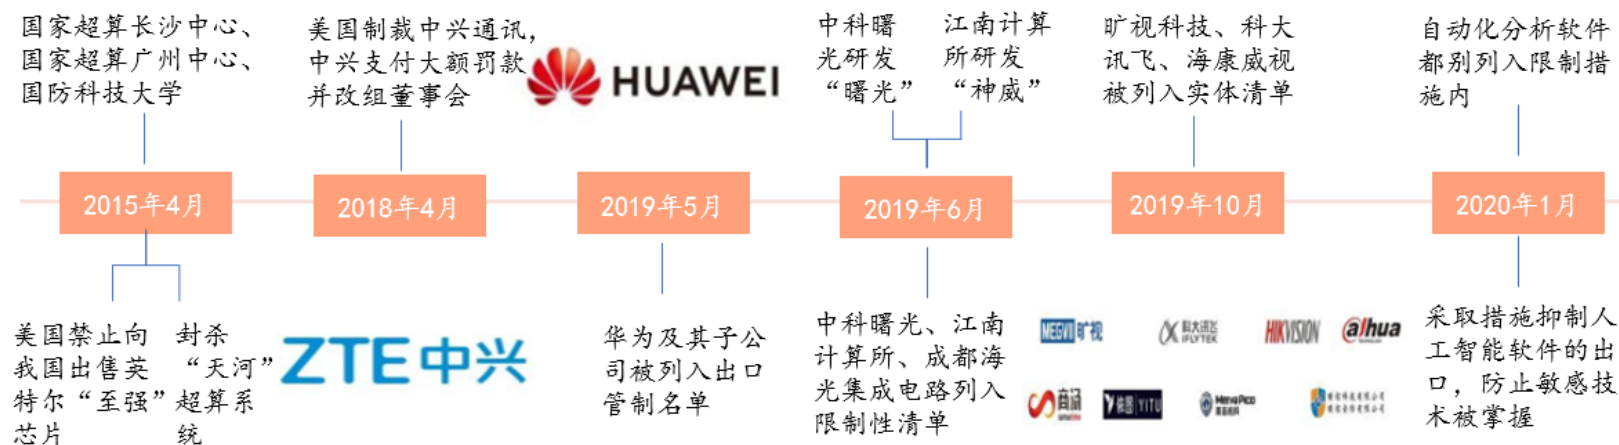 国家超算长沙中心、
国家超算广州中心、
国防科技大学
美国制裁中兴通讯,
中兴支付大额罚款
并改组董事会
HUAWEI
中科曙
光研发
“曙光”
江南计算
所研发
“神威”
旷视科技、科大
讯飞、海康威视
被列入实体清单
自动化分析软件
都别列入限制措
施内
2015年4月
2018年4月
2019年5月
2019年6月
2019年10月
2020年1月
美国禁止向
我国出售英
特尔“至强”
芯片
封杀
“天河”
超算系
统
ZTE中兴
华为及其子公
司被列入出口
管制名单
中科曙光、江南
计算所、成都海
光集成电路列入
限制性清单
MEGVII旷视
科大讯飞
iFLYTEK
HIKVISION
alhua
商汤
依图 YITU
Meiya Pico
采取措施抑制人
工智能软件的出
口，防止敏感技
术被掌握